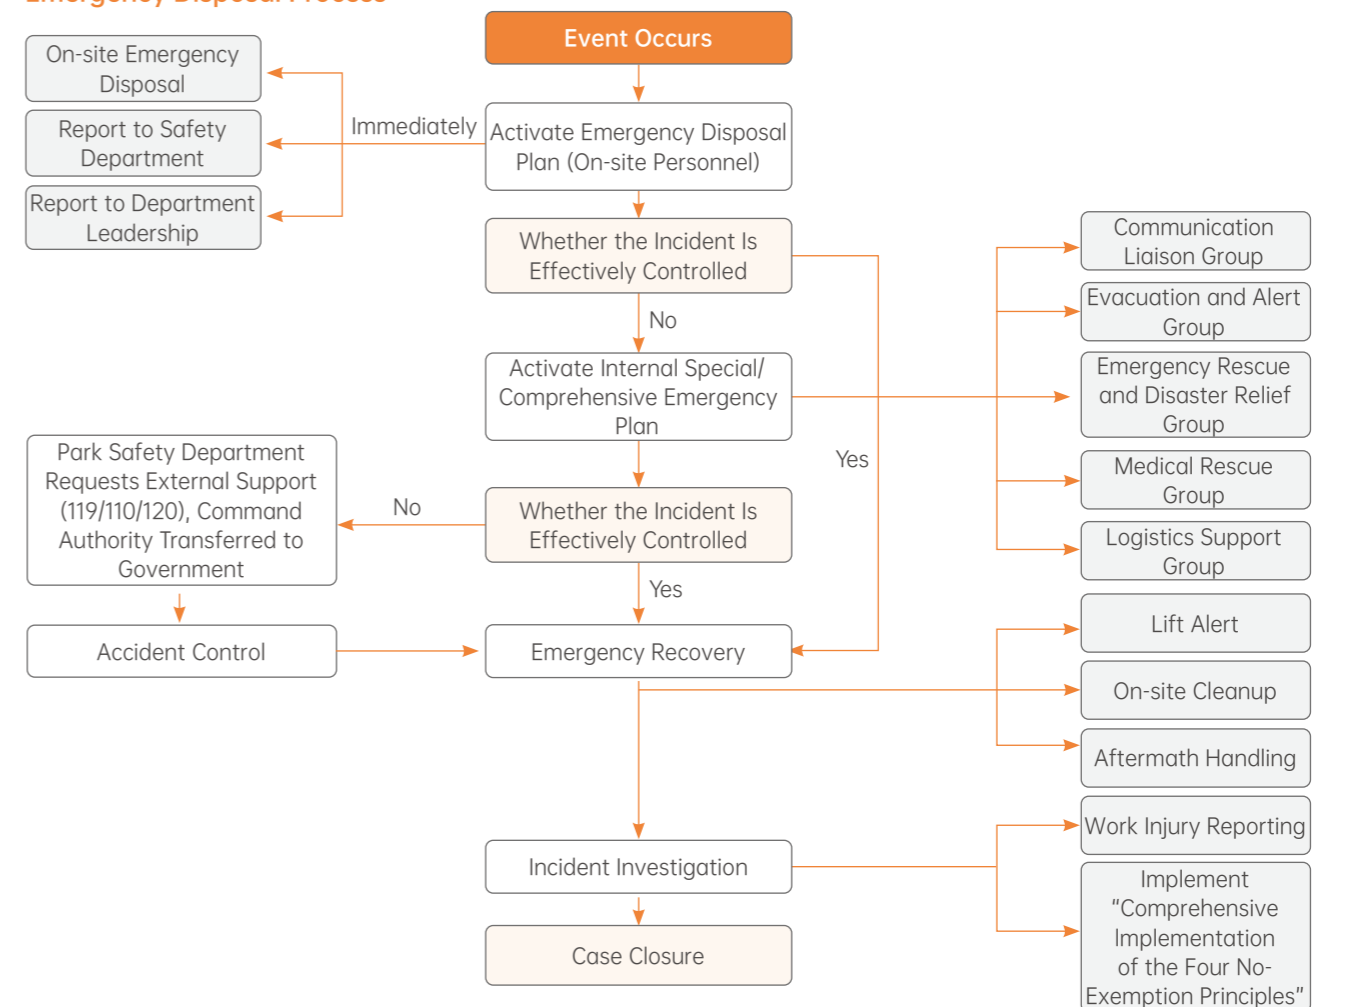 Emergency Disposal Process
Event Occurs
On-site Emergency
Disposal
Report to Safety
Department
Report to Department
Leadership
Immediately
Activate Emergency Disposal
Plan (On-site Personnel)
Whether the Incident Is
Effectively Controlled
No
Yes
Activate Internal Special/
Comprehensive Emergency
Plan
Communication
Liaison Group
Evacuation and Alert
Group
Emergency Rescue
and Disaster Relief
Group
Medical Rescue
Group
Logistics Support
Group
Whether the Incident Is
Effectively Controlled
No
Yes
Park Safety Department
Requests External Support
(119/110/120), Command
Authority Transferred to
Government
Accident Control
Emergency Recovery
Lift Alert
On-site Cleanup
Aftermath Handling
Incident Investigation
Work Injury Reporting
Implement
"Comprehensive
Implementation
of the Four No-
Exemption Principles"
Case Closure